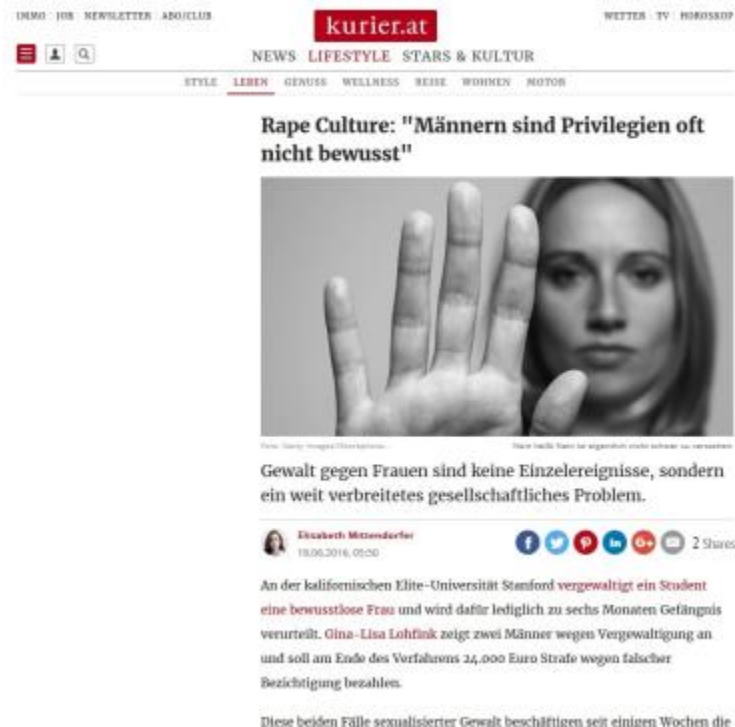 IMMO JOB NEWSLETTER ABO/CLUB
kurier.at
WETTER TV HOROSKOP
NEWS LIFESTYLE STARS & KULTUR
STYLE LEBEN GENUSS WELLNESS REISE WOHNEN MOTOR
Rape Culture: "Männern sind Privilegien oft
nicht bewusst"
Gewalt gegen Frauen sind keine Einzelereignisse, sondern
ein weit verbreitetes gesellschaftliches Problem.
Elisabeth Mittendorfer
2 Shares
An der kalifornischen Elite-Universität Stanford vergewaltigt ein Student
eine bewusstlose Frau und wird dafür lediglich zu sechs Monaten Gefängnis
verurteilt. Gina-Lisa Lohfink zeigt zwei Männer wegen Vergewaltigung an
und soll am Ende des Verfahrens 24.000 Euro Strafe wegen falscher
Bezichtigung bezahlen.
Diese beiden Fälle sexualisierter Gewalt beschäftigen seit einigen Wochen die